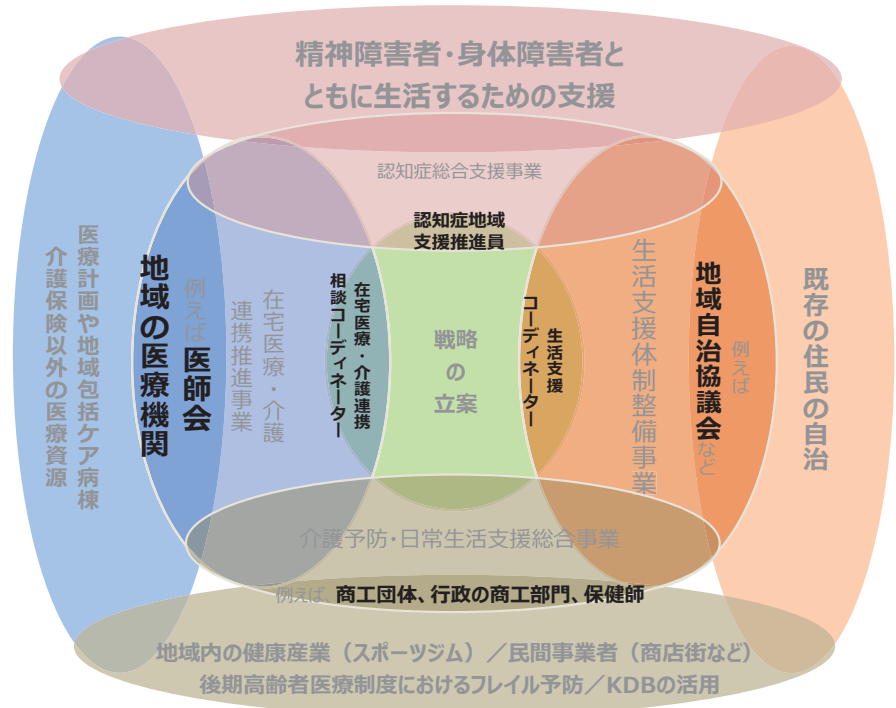 精神障害者・身体障害者と
ともに生活するための支援
認知症総合支援事業
認知症地域
支援推進員
医療計画や地域包括ケア病棟
介護保険以外の医療資源
地域の医療機関
例えば医師会
在宅医療・介護
連携推進事業
在宅医療・介護連携
相談コーディネーター
戦略
の
立案
生活支援
コーディネーター
生活支援体制整備事業
地域自治協議会など
例えば
既存の住民の自治
介護予防・日常生活支援総合事業
例えば、商工団体、行政の商工部門、保健師
地域内の健康産業（スポーツジム）／民間事業者（商店街など）
後期高齢者医療制度におけるフレイル予防／KDBの活用